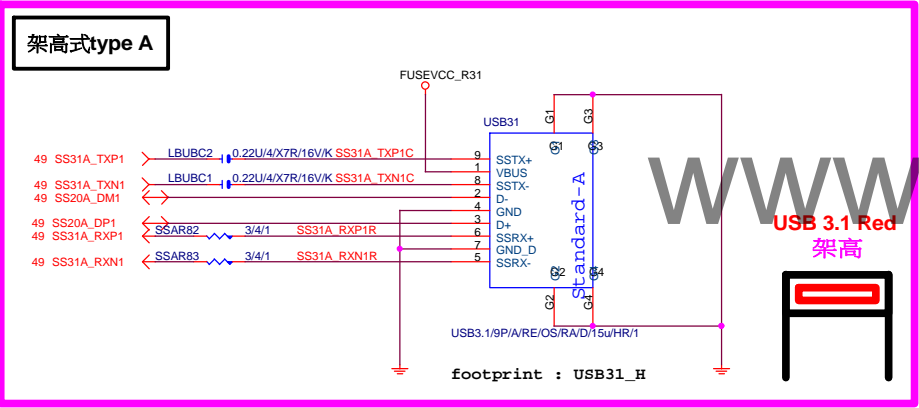 架高式type A
FUSEVCC_R31
USB31
G1
G3
G1
G3
49 SS31A_TXP1
LBUBC2
0.22U/4/X7R/16V/K
SS31A_TXP1C
9
SSTX+
1
VBUS
49 SS31A_TXN1
LBUBC1
0.22U/4/X7R/16V/K
SS31A_TXN1C
8
SSTX-
49 SS20A_DM1
2
D-
4
GND
49 SS20A_DP1
3
D+
49 SS31A_RXP1
SSAR82
3/4/1
SS31A_RXP1R
6
SSRX+
7
GND_D
49 SS31A_RXN1
SSAR83
3/4/1
SS31A_RXN1R
5
SSRX-
Standard-A
G2
G4
G2
G4
USB3.1/9P/A/RE/OS/RA/D/15u/HR/1
footprint : USB31_H
www
USB 3.1 Red
架高